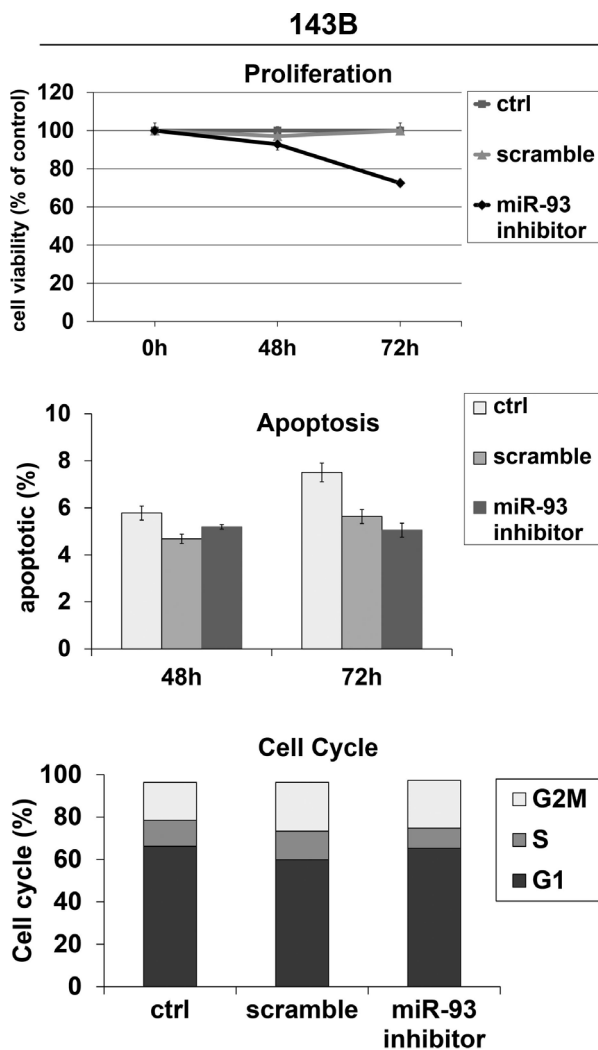 143B
Proliferation
cell viability (% of control)
120
100
80
60
40
20
0
0h 48h 72h
ctrl
scramble
miR-93
inhibitor
Apoptosis
apoptotic (%)
10
8
6
4
2
0
48h 72h
ctrl
scramble
miR-93
inhibitor
Cell Cycle
Cell cycle (%)
100
80
60
40
20
0
ctrl scramble miR-93
inhibitor
G2M
S
G1